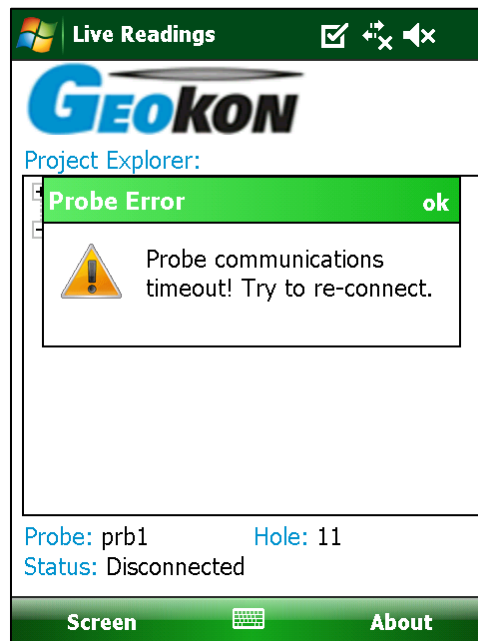 Live Readings
GEOKON
Project Explorer:
Probe Error ok
Probe communications
timeout! Try to re-connect.
Probe: prb1 Hole: 11
Status: Disconnected
Screen About